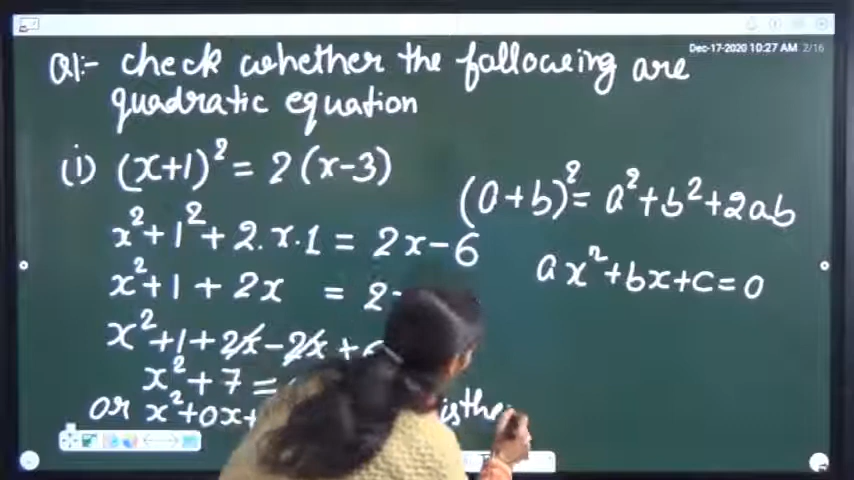 Dec-17-2020 10:27 AM 2/16
Q1:- check whether the following are
quadratic equation
(i) (x+1)² = 2(x-3)
(a+b)² = a²+b²+2ab
x²+1²+2.x.1 = 2x-6
ax²+bx+c=0
x²+1+2x = 2
x²+1+2x-2x+
x²+7=
or x²+0x+ is the